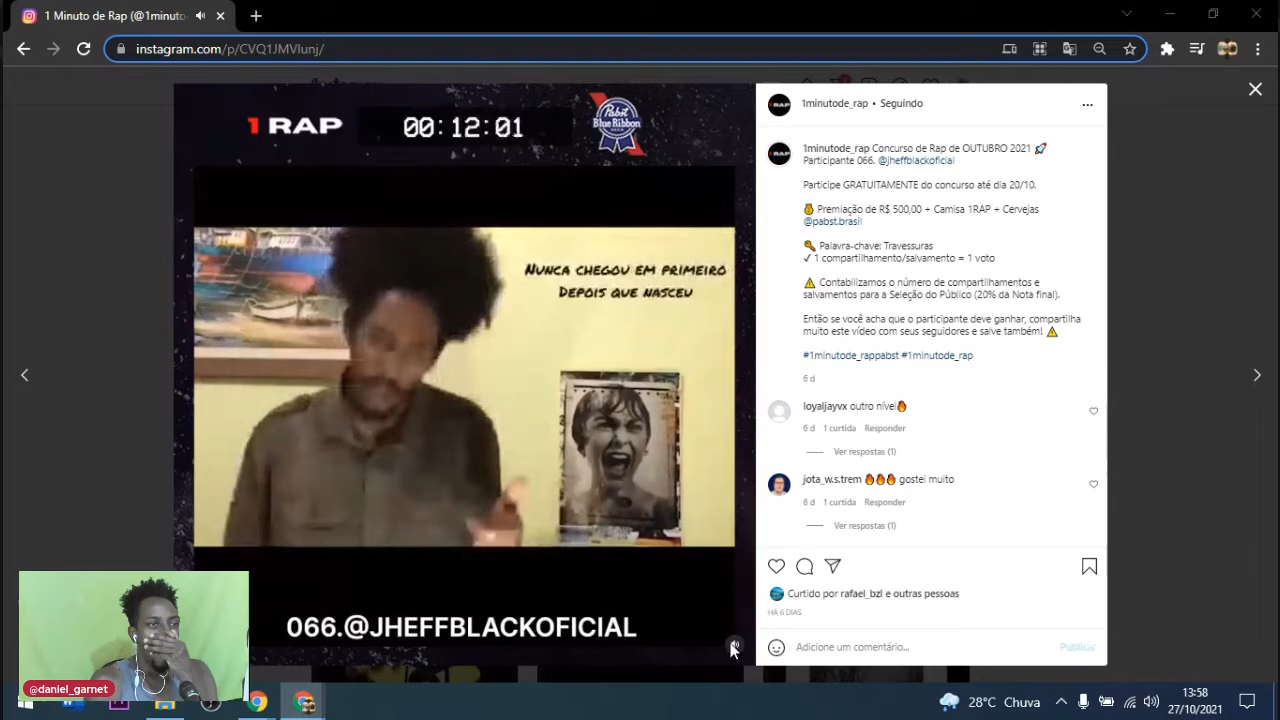 1 Minuto de Rap (@1minuto
instagram.com/p/CVQ1JMVlunj/
1 RAP
00:12:01
Pabst
Blue Ribbon
NUNCA CHEGOU EM PRIMEIRO
DEPOIS QUE NASCEU
066.@JHEFFBLACKOFICIAL
@daniel_garnet
1minutode_rap • Seguindo
1minutode_rap Concurso de Rap de OUTUBRO 2021 🚀
Participante 066. @jheffblackoficial
Participe GRATUITAMENTE do concurso até dia 20/10.
🏅 Premiação de R$ 500,00 + Camisa 1RAP + Cervejas
@pabst.brasil
🔑 Palavra-chave: Travessuras
✓ 1 compartilhamento/salvamento = 1 voto
⚠ Contabilizamos o número de compartilhamentos e
salvamentos para a Seleção do Público (20% da Nota final).
Então se você acha que o participante deve ganhar, compartilha
muito este vídeo com seus seguidores e salve também! ⚠
#1minutode_rappabst #1minutode_rap
6 d
loyaljayvx outro nível🔥
6 d 1 curtida Responder
Ver respostas (1)
jota_w.s.trem 🔥🔥🔥 gostei muito
6 d 1 curtida Responder
Ver respostas (1)
Curtido por rafael_bzl e outras pessoas
HÁ 6 DIAS
Adicione um comentário...
Publicar
28°C Chuva
13:58
27/10/2021